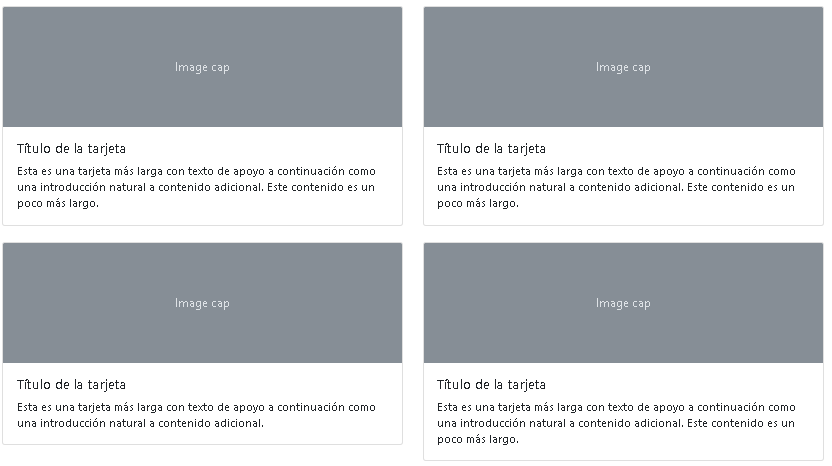 Image cap
Título de la tarjeta
Esta es una tarjeta más larga con texto de apoyo a continuación como
una introducción natural a contenido adicional. Este contenido es un
poco más largo.
Image cap
Título de la tarjeta
Esta es una tarjeta más larga con texto de apoyo a continuación como
una introducción natural a contenido adicional. Este contenido es un
poco más largo.
Image cap
Título de la tarjeta
Esta es una tarjeta más larga con texto de apoyo a continuación como
una introducción natural a contenido adicional.
Image cap
Título de la tarjeta
Esta es una tarjeta más larga con texto de apoyo a continuación como
una introducción natural a contenido adicional. Este contenido es un
poco más largo.